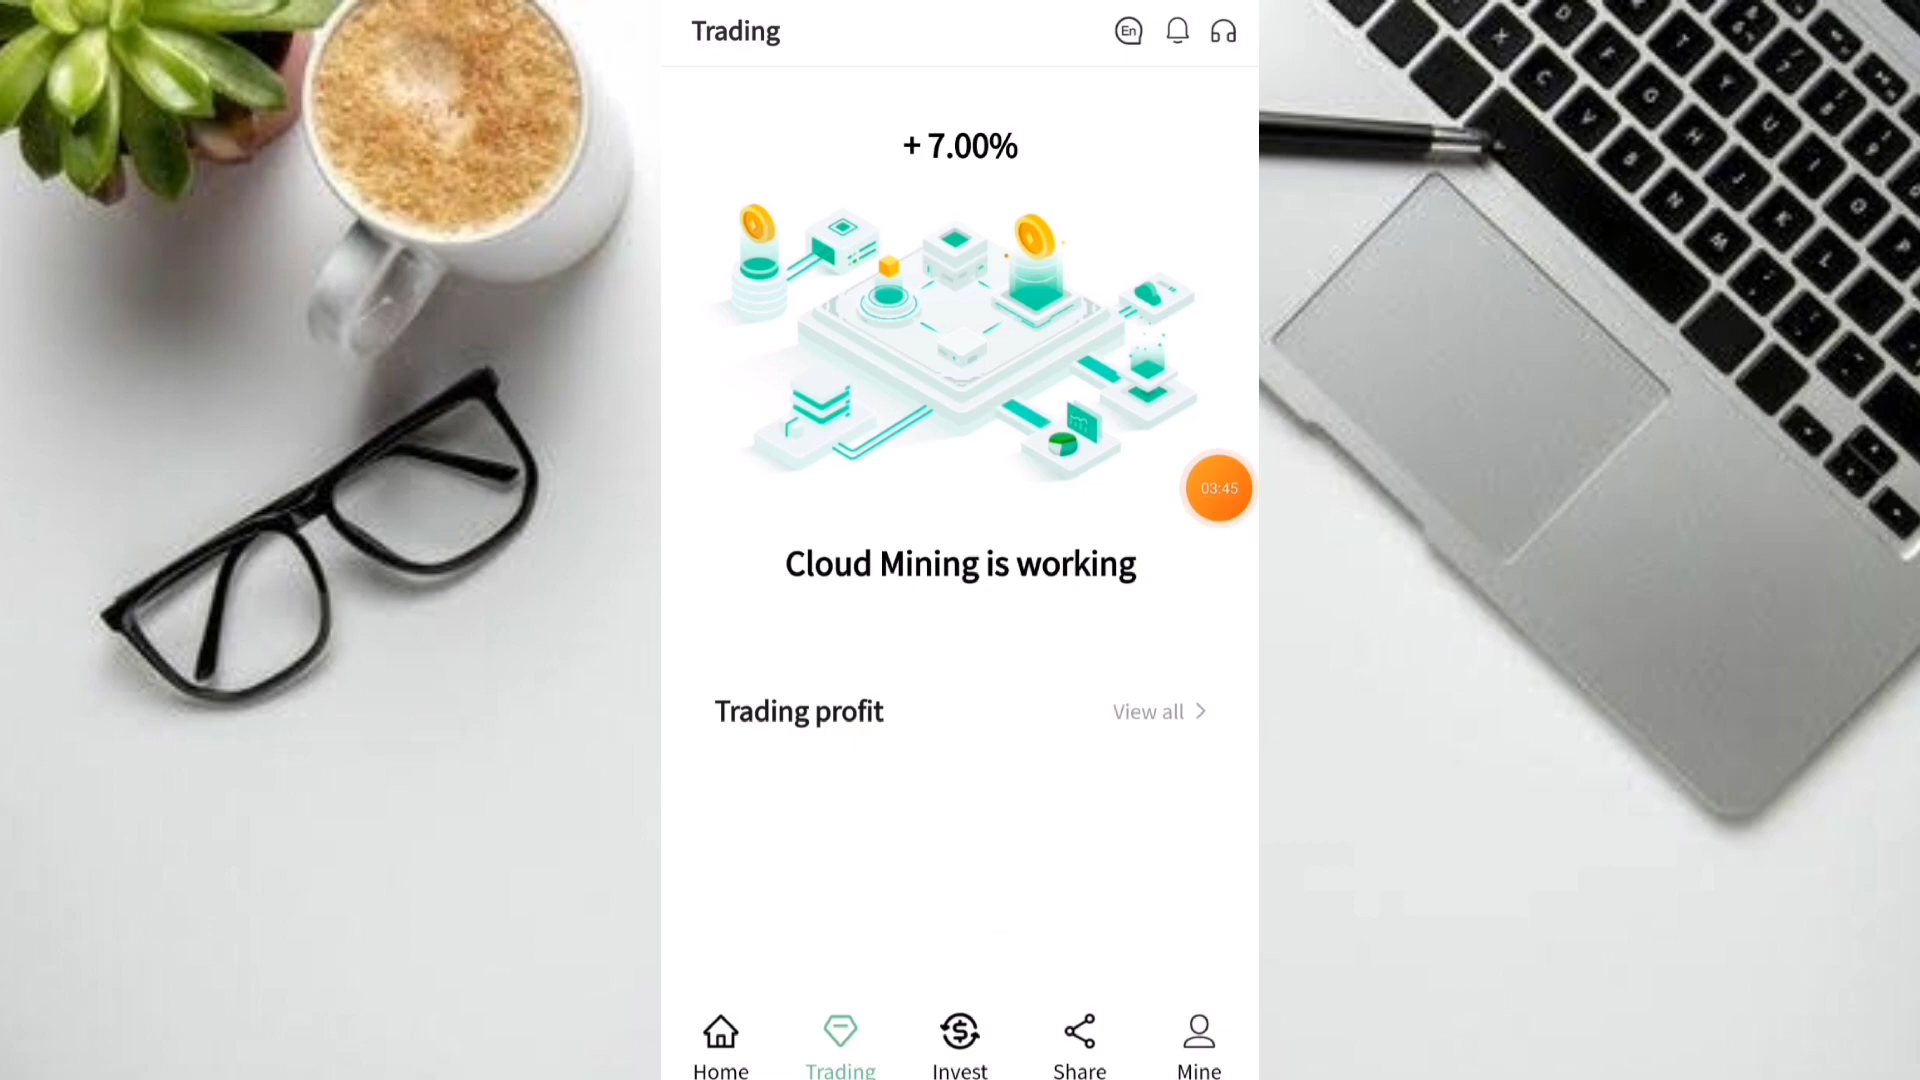 Trading
En
+ 7.00%
03:45
Cloud Mining is working
Trading profit
View all
Home
Trading
Invest
Share
Mine
X
C
V
B
N
M
D
F
G
H
J
K
L
T
Y
U
I
O
P